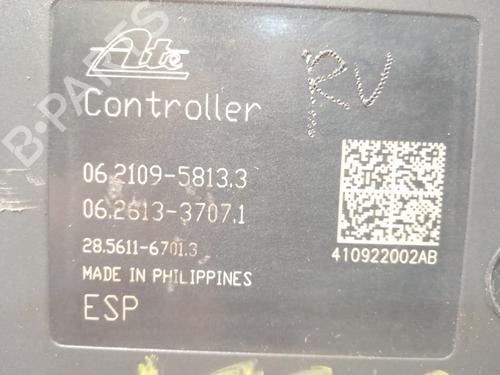 Ate
RV
Controller
06.2109-5813.3
06.2613-3707.1
28.5611-6701.3
410922002AB
MADE IN PHILIPPINES
ESP
B-PARTS